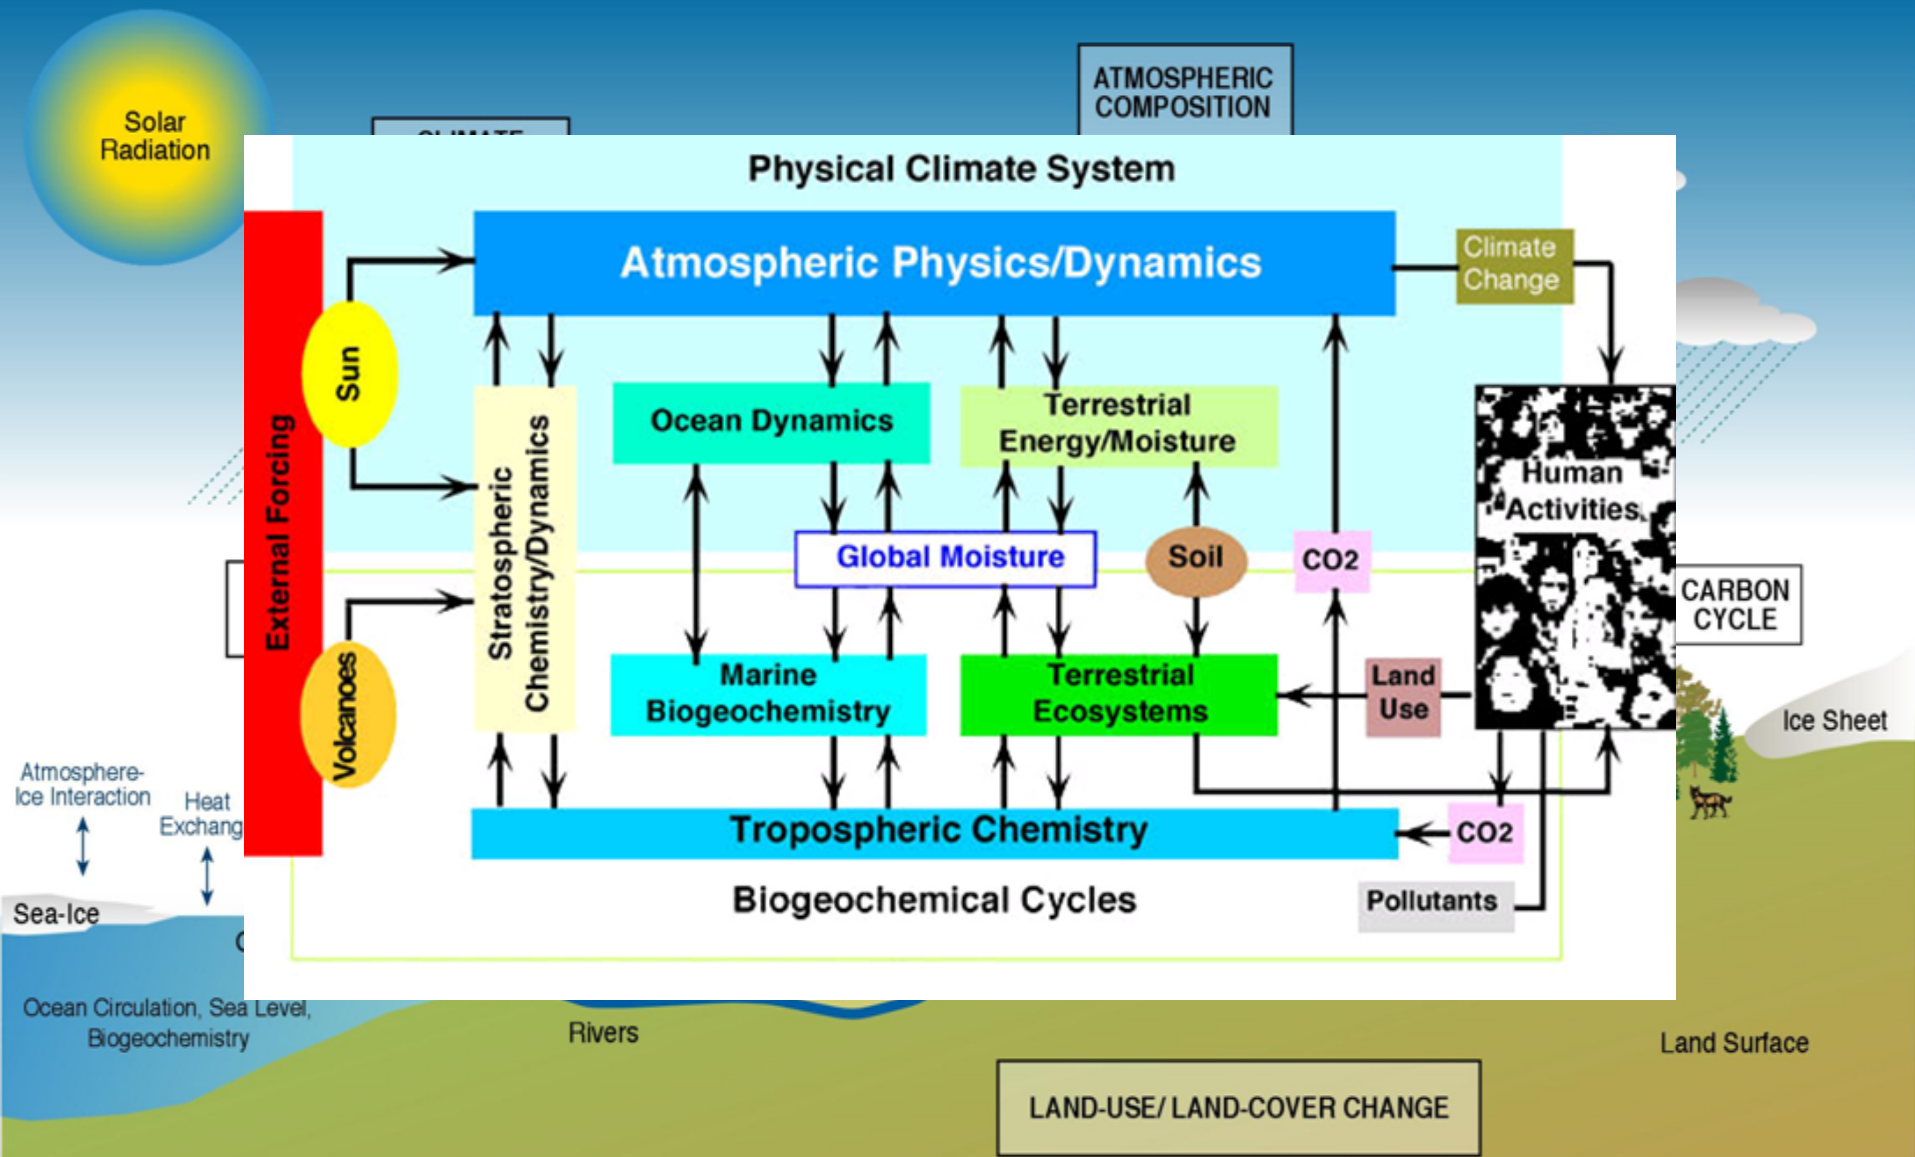 Solar
Radiation
ATMOSPHERIC
COMPOSITION
CLIMATE
Physical Climate System
Atmospheric Physics/Dynamics
Climate
Change
External Forcing
Sun
Stratospheric
Chemistry/Dynamics
Ocean Dynamics
Terrestrial
Energy/Moisture
Human
Activities
Global Moisture
Soil
CO2
CARBON
CYCLE
Volcanoes
Marine
Biogeochemistry
Terrestrial
Ecosystems
Land
Use
Ice Sheet
Atmosphere-
Ice Interaction
Heat
Exchang
Tropospheric Chemistry
CO2
Biogeochemical Cycles
Pollutants
Sea-Ice
Ocean Circulation, Sea Level,
Biogeochemistry
Rivers
Land Surface
LAND-USE/ LAND-COVER CHANGE